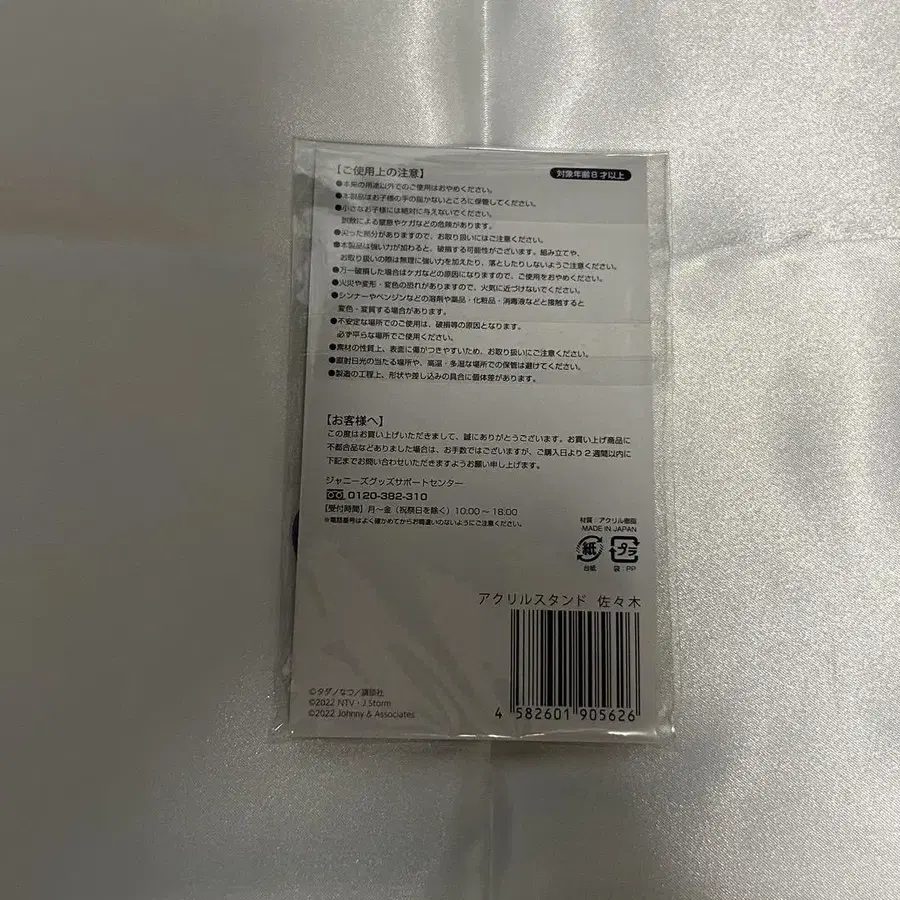 【ご使用上の注意】
対象年齢8才以上
●本来の用途以外でのご使用はおやめください。
●本製品はお子様の手の届かないところに保管してください。
●小さなお子様には絶対に与えないでください。
誤飲による窒息やケガなどの危険があります。
●尖った部分がありますので、お取り扱いにはご注意ください。
●本製品は強い力が加わると、破損する可能性がございます。組み立てや、
お取り扱いの際は無理に強い力を加えたり、落としたりしないようご注意ください。
●万一破損した場合はケガなどの原因になりますので、ご使用をおやめください。
●火災や変形・変色の恐れがありますので、火気に近づけないでください。
●シンナーやベンジンなどの溶剤や薬品・化粧品・消毒液などと接触すると
変色・変質する場合があります。
●不安定な場所でのご使用は、破損等の原因となります。
必ず平らな場所でご使用ください。
●素材の性質上、表面に傷がつきやすいため、お取り扱いにご注意ください。
●直射日光の当たる場所や、高温・多湿な場所での保管は避けてください。
●製造の工程上、形状や差し込みの具合に個体差があります。
【お客様へ】
この度はお買い上げいただきまして、誠にありがとうございます。お買い上げ商品に
不都合品などありました場合は、お手数ではございますが、ご購入日より2週間以内に
下記までお問い合わせいただきますようお願い申し上げます。
ジャニーズグッズサポートセンター
0120-382-310
【受付時間】月～金（祝祭日を除く）10:00～18:00
※電話番号はよく確かめてからお間違いのないようにご注意ください。
材質：アクリル樹脂
MADE IN JAPAN
紙 プラ
台紙 袋：PP
アクリルスタンド 佐々木
©タダノなつ／講談社
©2022 NTV・J Storm
©2022 Johnny & Associates
4 582601 905626